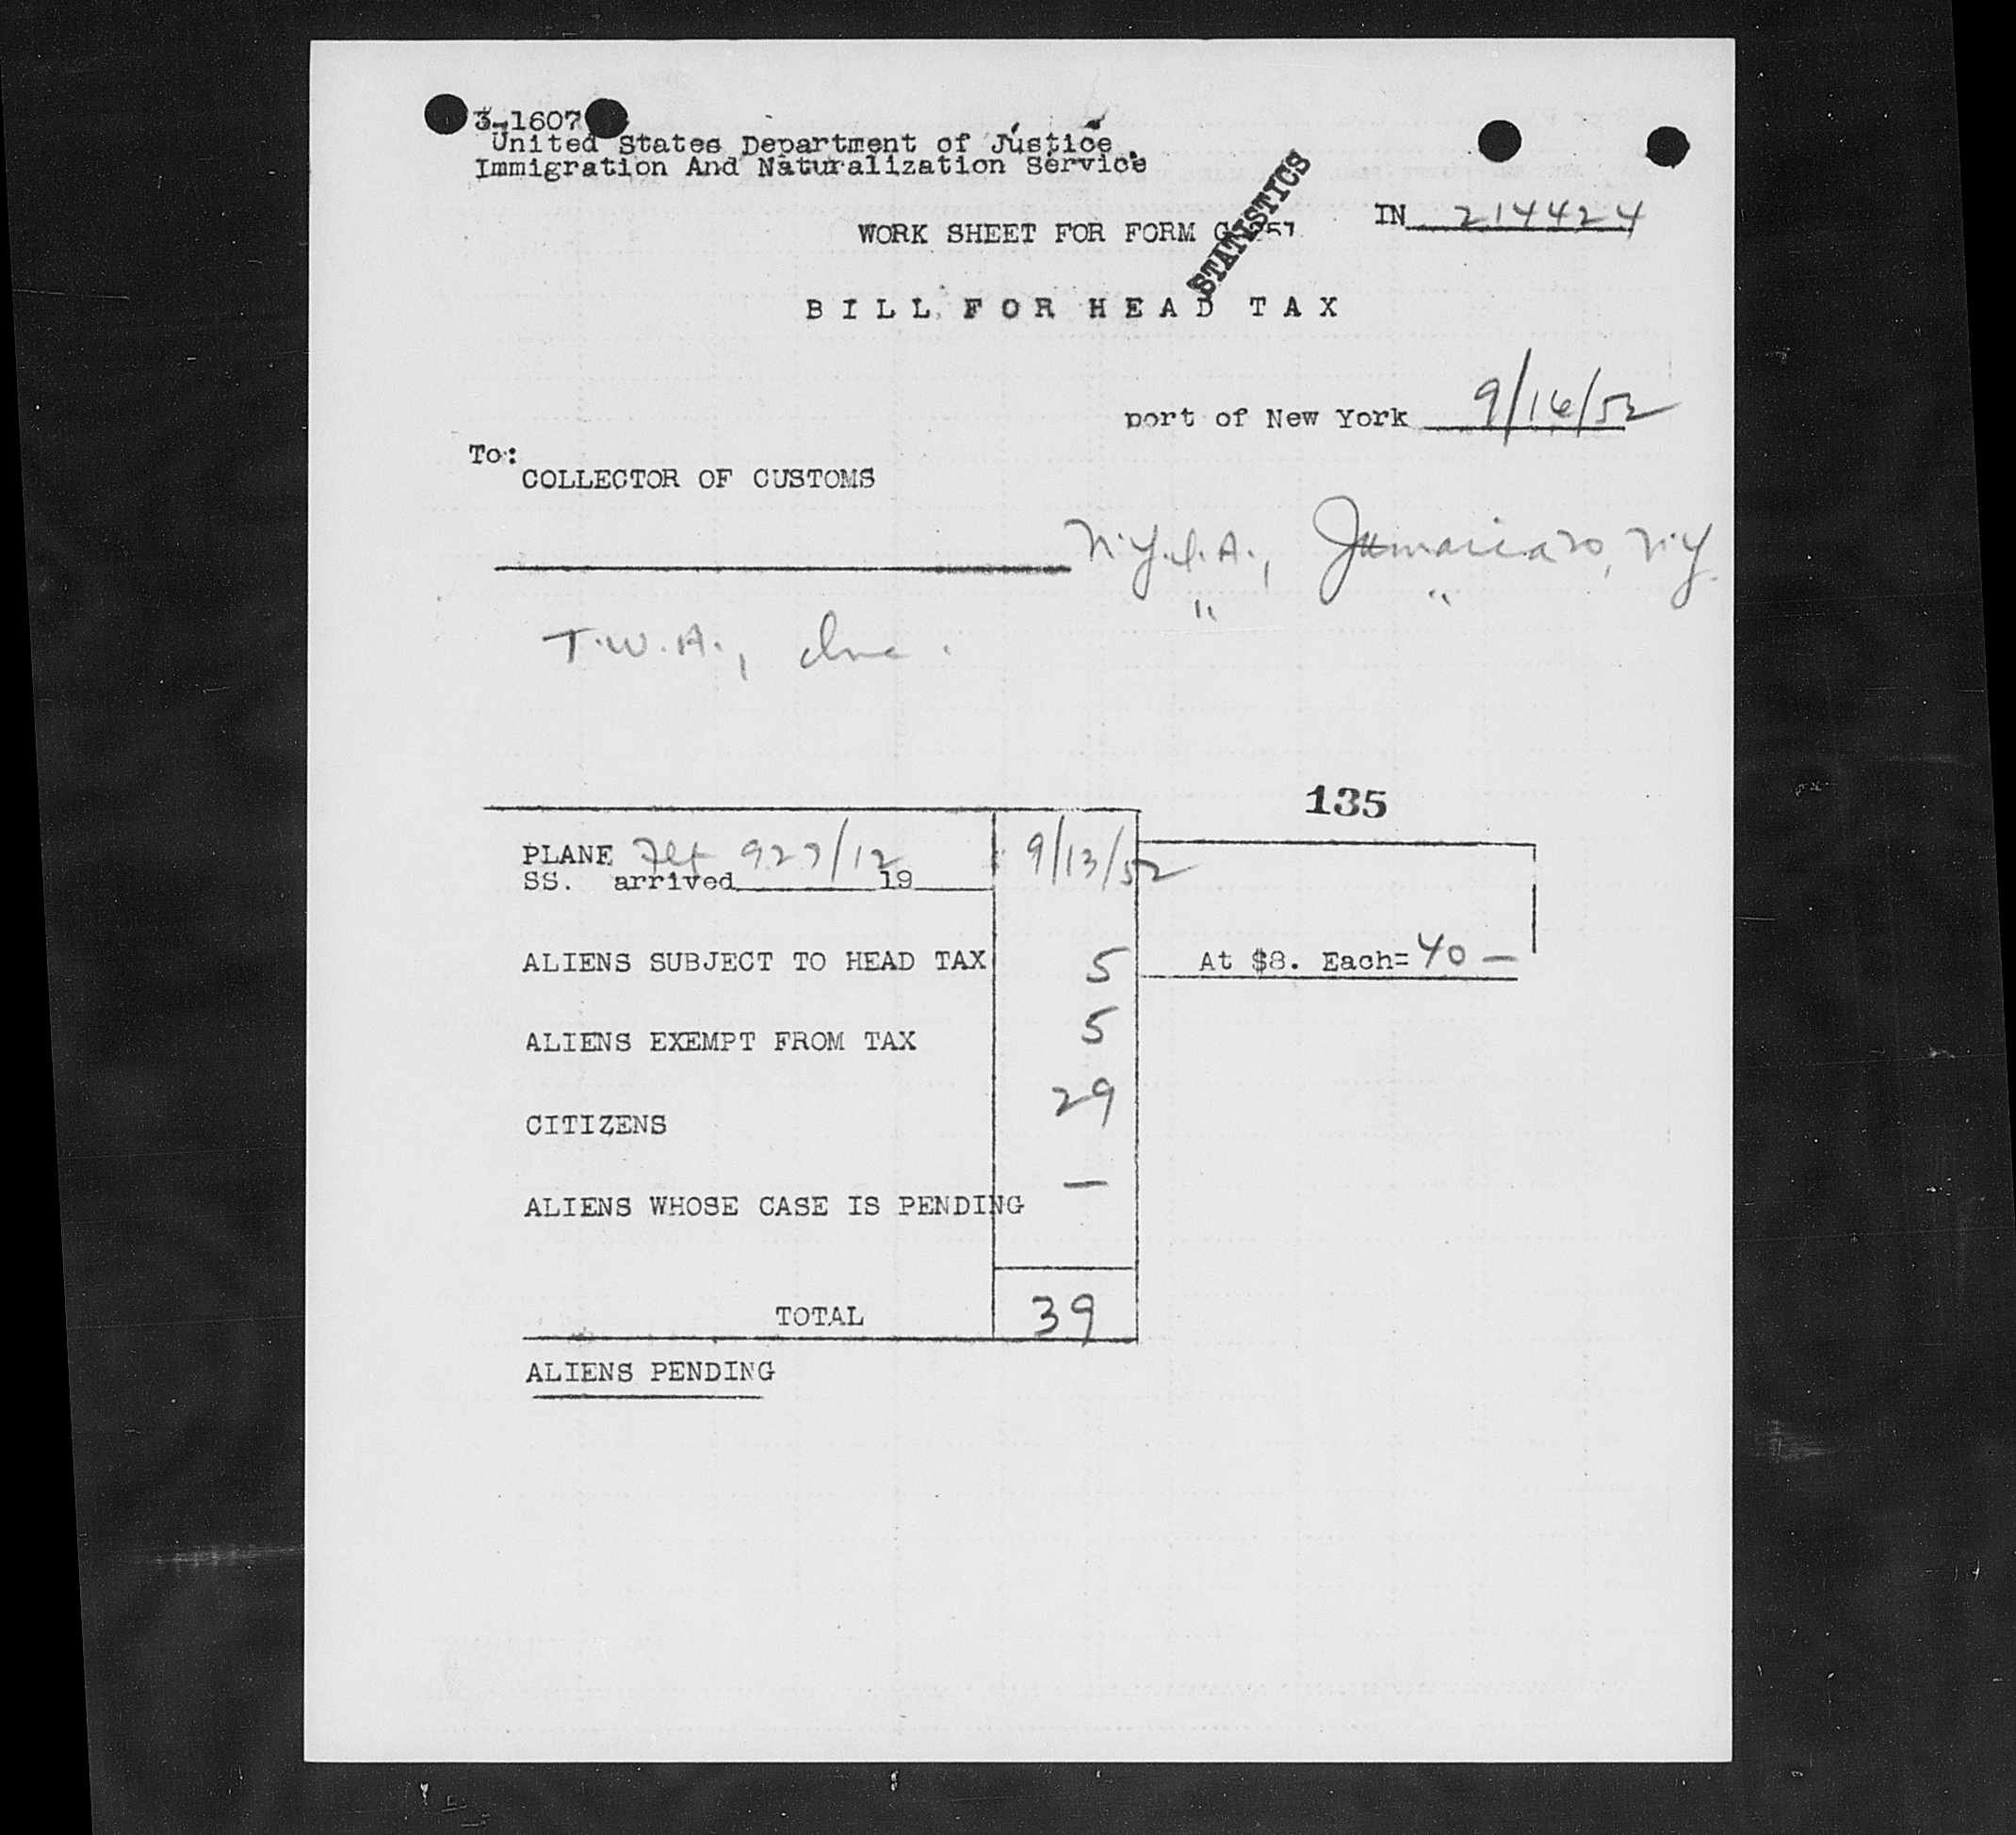 3-1607
United States Department of Justice
Immigration And Naturalization Service
STATISTICS
WORK SHEET FOR FORM G 57
IN 214424
BILL FOR HEAD TAX
port of New York 9/16/52
To:
COLLECTOR OF CUSTOMS
N.Y.I.A., Jamaica 30, N.Y.
T.W.A., Inc. " "
135
PLANE Flt 927/12 9/13/52
SS. arrived 19
ALIENS SUBJECT TO HEAD TAX 5 At $8. Each= 40 —
ALIENS EXEMPT FROM TAX 5
CITIZENS 29
ALIENS WHOSE CASE IS PENDING —
TOTAL 39
ALIENS PENDING